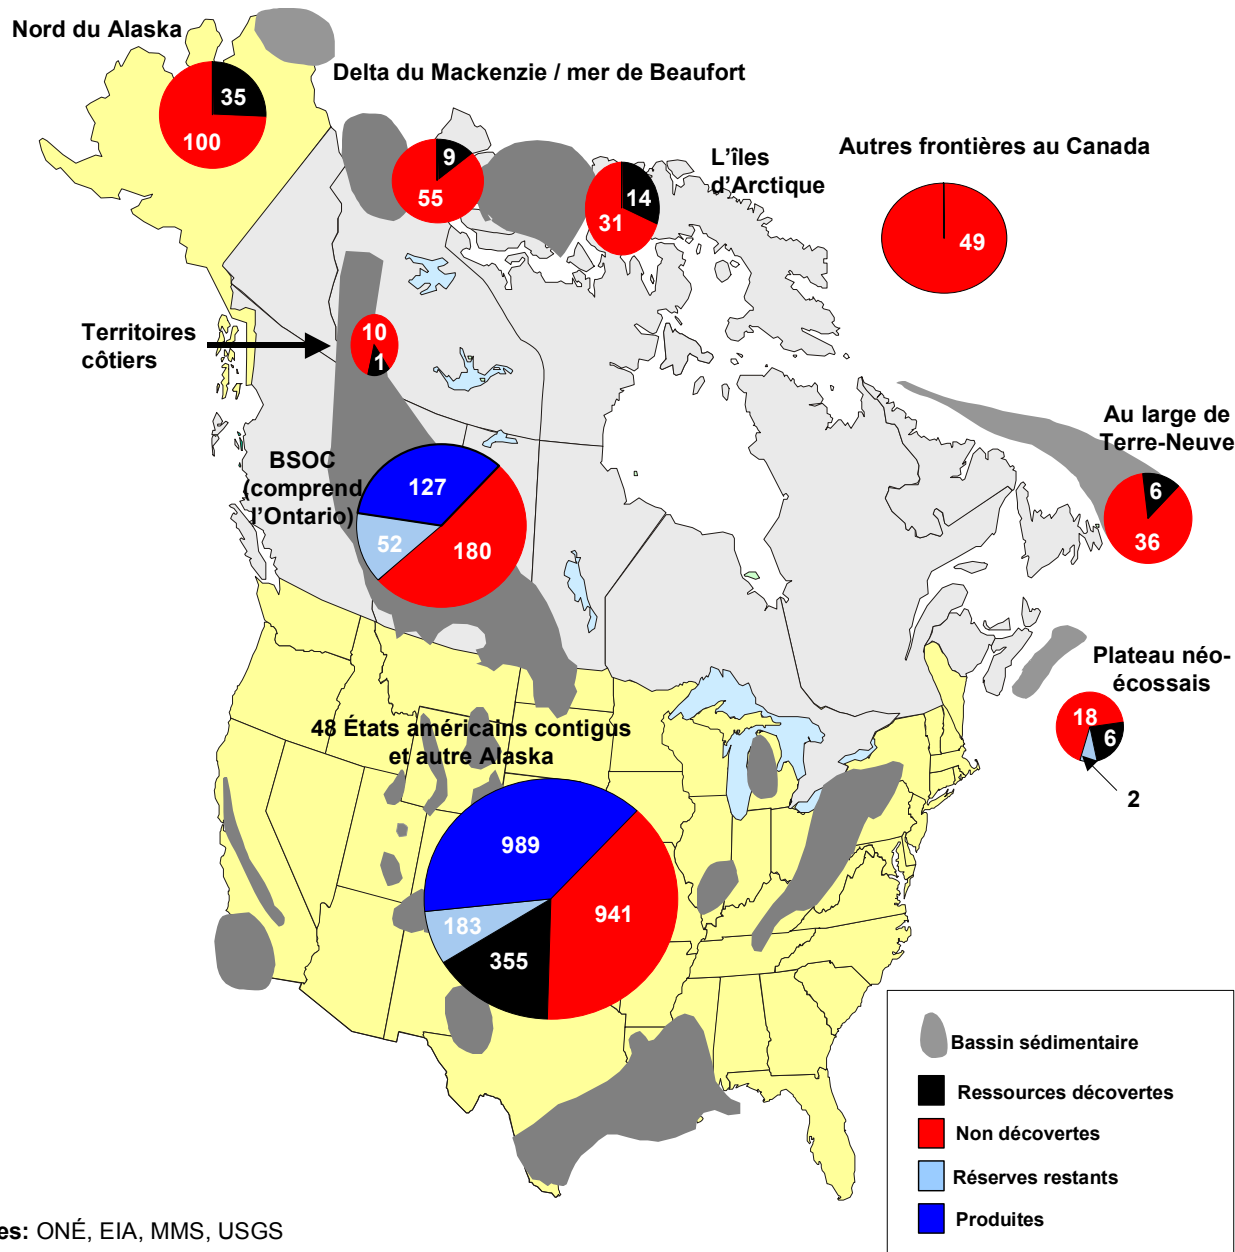 Nord du Alaska
35
100
Delta du Mackenzie / mer de Beaufort
9
55
L'îles
d'Arctique
14
31
Autres frontières au Canada
49
Territoires
côtiers
10
1
Au large de
Terre-Neuve
6
36
BSOC
(comprend
l'Ontario)
127
52
180
Plateau néo-
écossais
18
6
2
48 États américains contigus
et autre Alaska
989
183
941
355
Bassin sédimentaire
Ressources décovertes
Non décovertes
Réserves restants
Produites
es: ONÉ, EIA, MMS, USGS